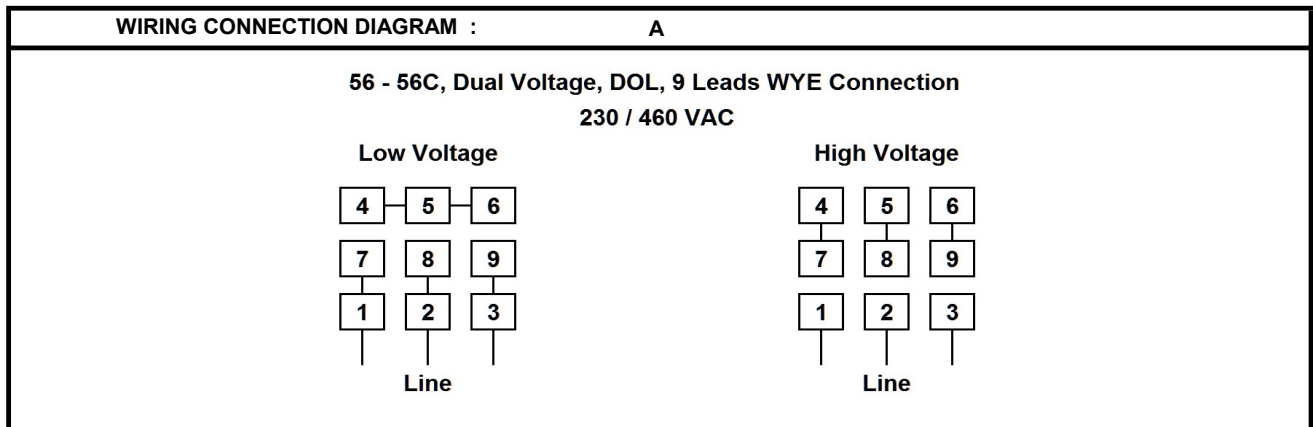 WIRING CONNECTION DIAGRAM : A
56 - 56C, Dual Voltage, DOL, 9 Leads WYE Connection
230 / 460 VAC
Low Voltage
4 5 6
7 8 9
1 2 3
Line
High Voltage
4 5 6
7 8 9
1 2 3
Line